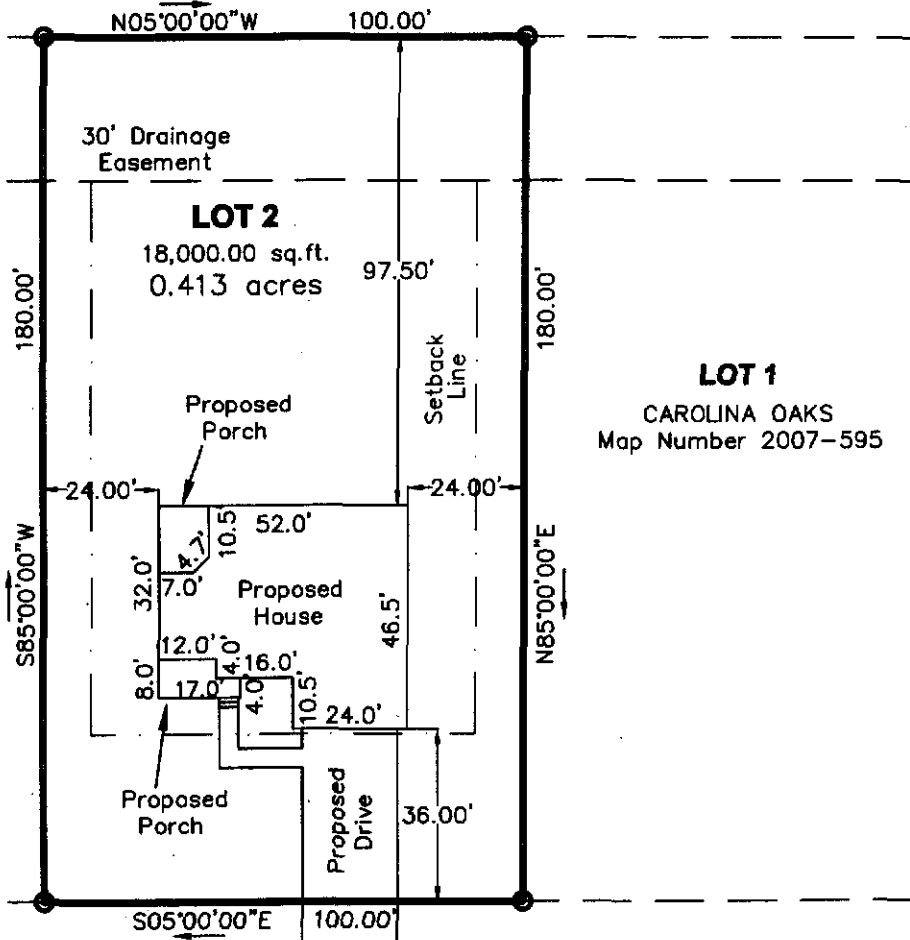 N05°00'00"W 100.00'
30' Drainage
Easement
LOT 2
18,000.00 sq.ft.
0.413 acres
97.50'
180.00'
180.00'
Setback
Line
LOT 1
CAROLINA OAKS
Map Number 2007-595
Proposed
Porch
24.00'
24.00'
52.0'
10.5'
4.7'
7.0'
32.0'
Proposed
House
46.5'
S85°00'00"W
N85°00'00"E
12.0'
4.0'
16.0'
8.0'
17.0'
4.0'
10.5'
24.0'
Proposed
Porch
Proposed
Drive
36.00'
S05°00'00"E 100.00'